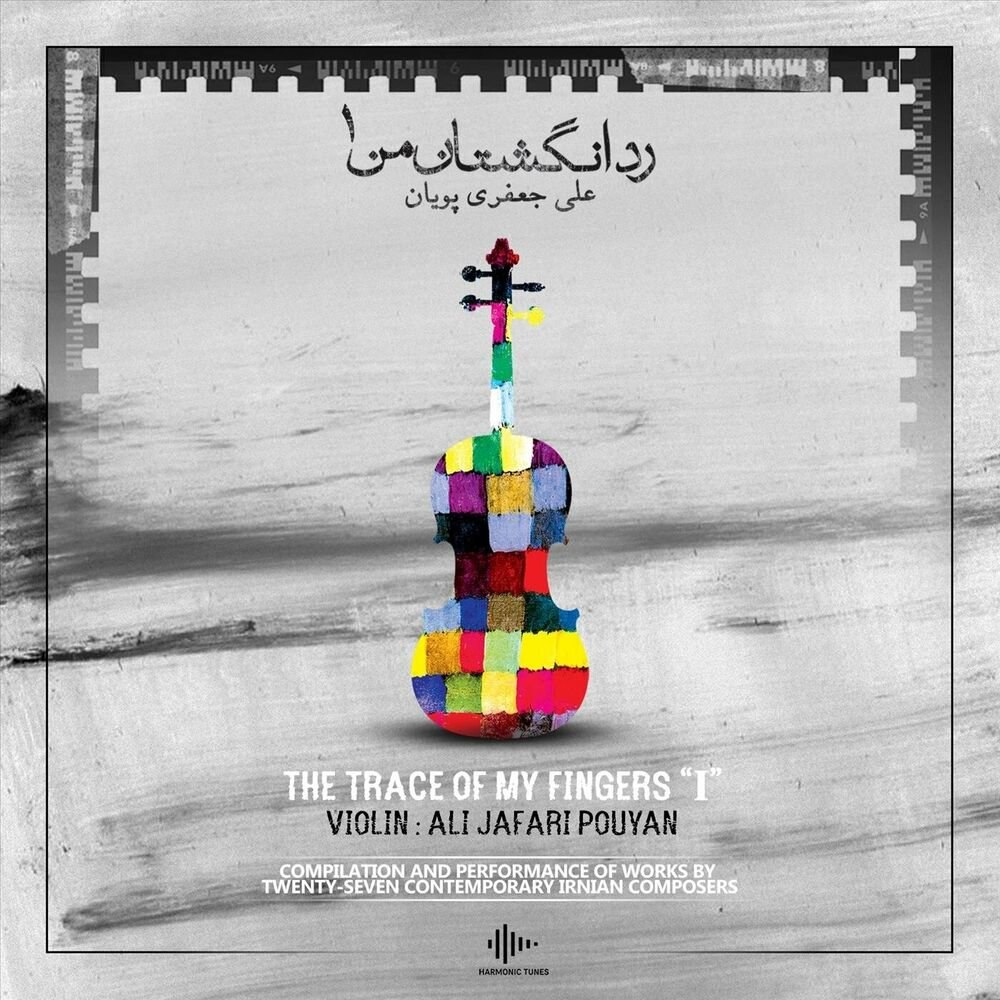 رد انگشتان من ۱
علی جعفری پویان
THE TRACE OF MY FINGERS "I"
VIOLIN : ALI JAFARI POUYAN
COMPILATION AND PERFORMANCE OF WORKS BY
TWENTY-SEVEN CONTEMPORARY IRNIAN COMPOSERS
HARMONIC TUNES